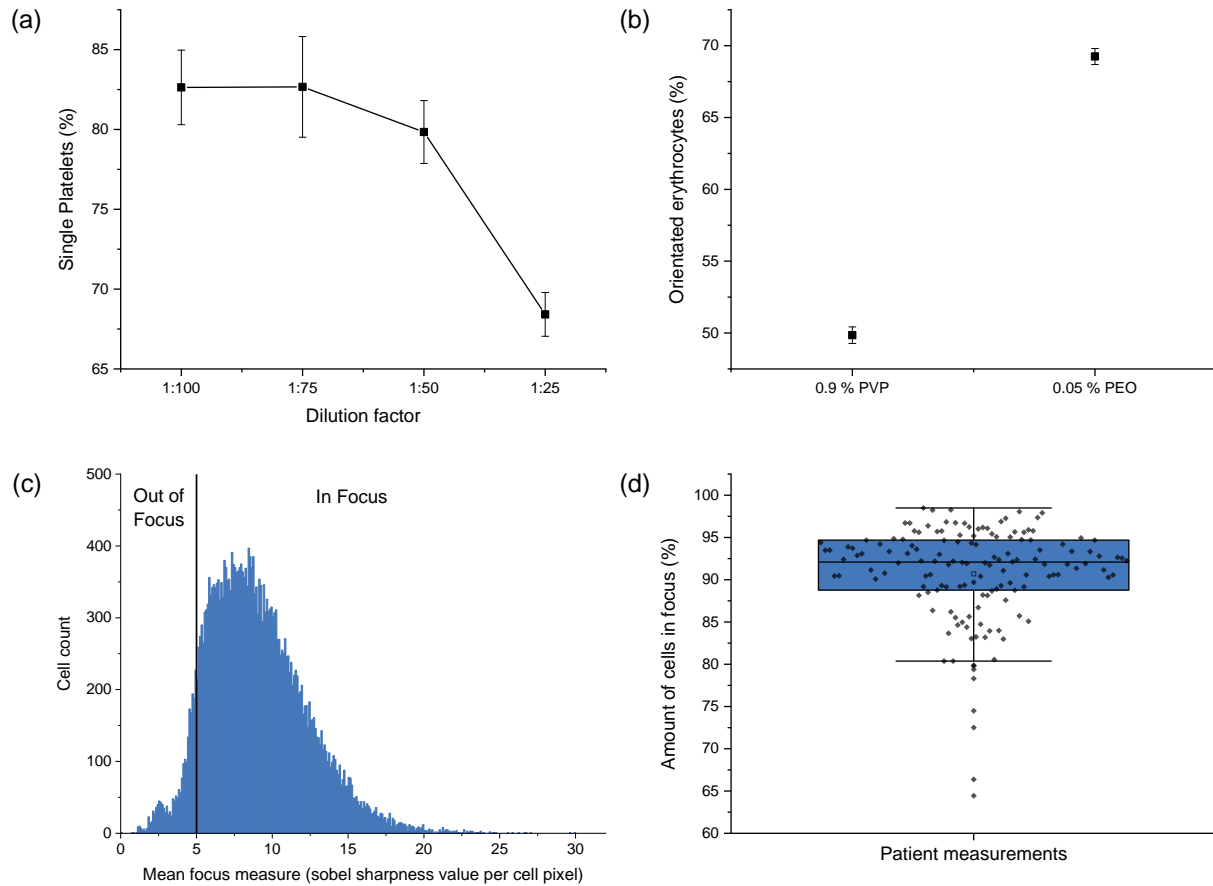 (a)
85
80
75
70
65
Single Platelets (%)
1:100 1:75 1:50 1:25
Dilution factor
(b)
70
65
60
55
50
Orientated erythrocytes (%)
0.9 % PVP 0.05 % PEO
(c)
500
400
300
200
100
0
Cell count
Out of
Focus
In Focus
0 5 10 15 20 25 30
Mean focus measure (sobel sharpness value per cell pixel)
(d)
100
95
90
85
80
75
70
65
60
Amount of cells in focus (%)
Patient measurements